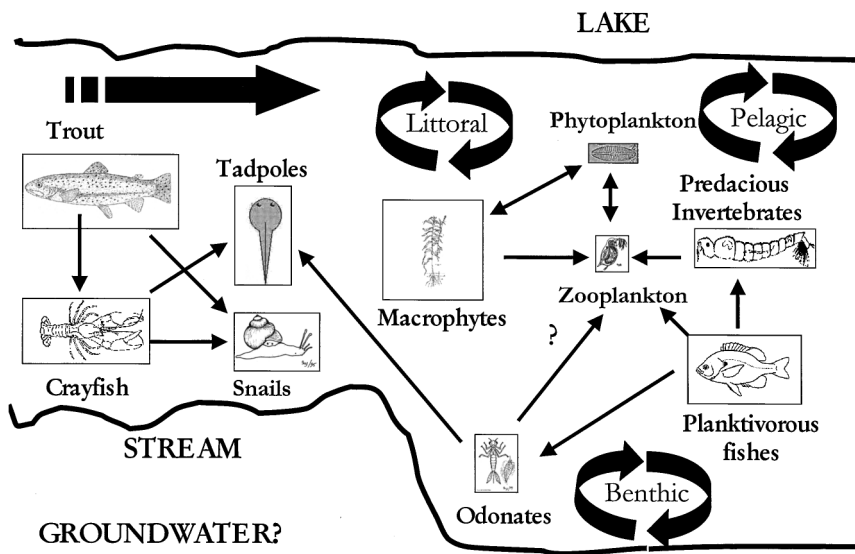 LAKE
Trout
Tadpoles
Littoral
Phytoplankton
Pelagic
Predacious
Invertebrates
Macrophytes
Zooplankton
?
Crayfish
Snails
Planktivorous
fishes
STREAM
Odonates
Benthic
GROUNDWATER?